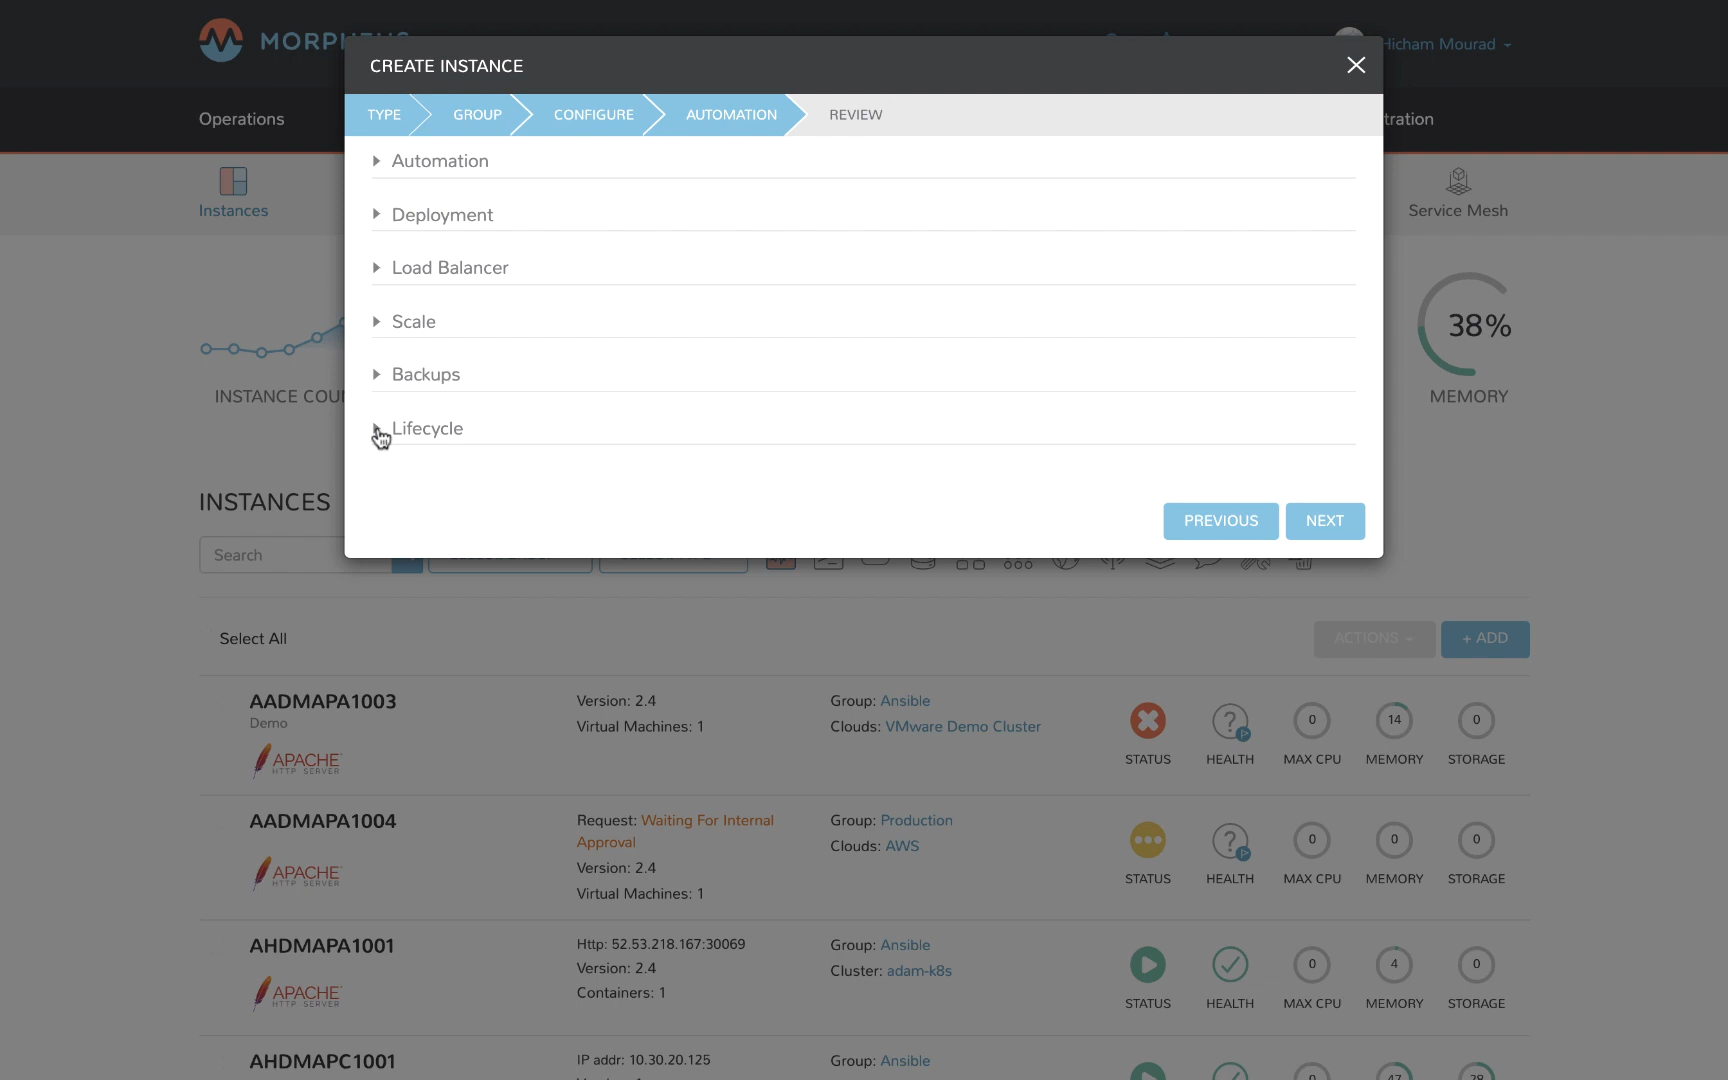 MORPHEUS
Hicham Mourad
CREATE INSTANCE
Operations
TYPE
GROUP
CONFIGURE
AUTOMATION
REVIEW
Automation
Deployment
Load Balancer
Scale
Backups
Lifecycle
PREVIOUS
NEXT
Instances
Service Mesh
38%
MEMORY
INSTANCES
Search
Select All
ACTIONS
+ ADD
AADMAPA1003
Demo
APACHE
HTTP SERVER
Version: 2.4
Virtual Machines: 1
Group: Ansible
Clouds: VMware Demo Cluster
0
14
0
STATUS
HEALTH
MAX CPU
MEMORY
STORAGE
AADMAPA1004
APACHE
HTTP SERVER
Request: Waiting For Internal
Approval
Version: 2.4
Virtual Machines: 1
Group: Production
Clouds: AWS
0
0
0
STATUS
HEALTH
MAX CPU
MEMORY
STORAGE
AHDMAPA1001
APACHE
HTTP SERVER
Http: 52.53.218.167:30069
Version: 2.4
Containers: 1
Group: Ansible
Cluster: adam-k8s
0
4
0
STATUS
HEALTH
MAX CPU
MEMORY
STORAGE
AHDMAPC1001
IP addr: 10.30.20.125
Group: Ansible